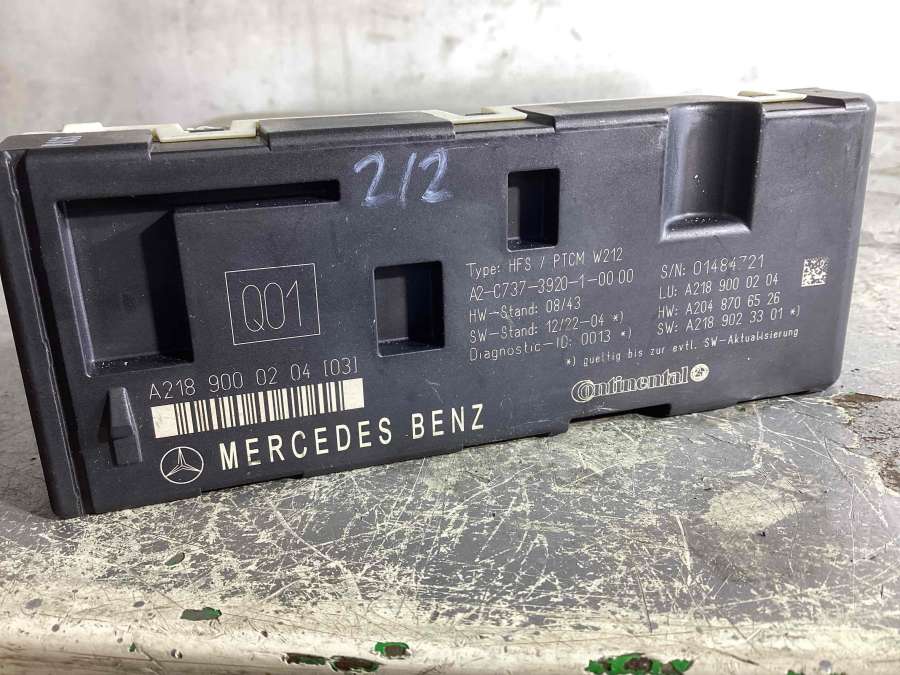 2/2
Q01
A218 900 02 04 [03]
MERCEDES BENZ
Type: HFS / PTCM W212
A2-C737-3920-1-00 00
HW-Stand: 08/43
SW-Stand: 12/22-04 *)
Diagnostic-ID: 0013 *)
*) gueltig bis zur evtl. SW-Aktualisierung
S/N: 01484721
LU: A218 900 02 04
HW: A204 870 65 26
SW: A218 902 33 01 *)
Continental